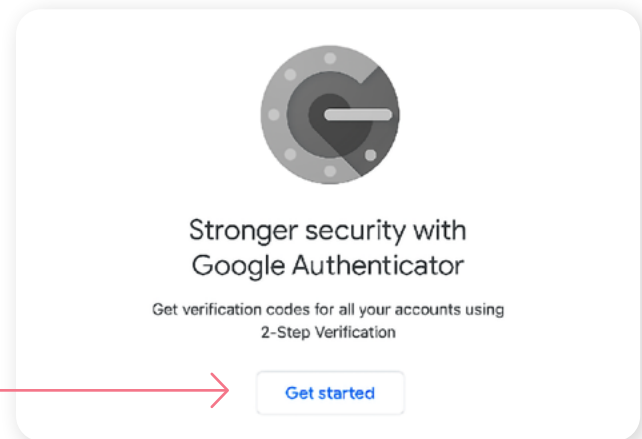 Stronger security with
Google Authenticator
Get verification codes for all your accounts using
2-Step Verification
Get started